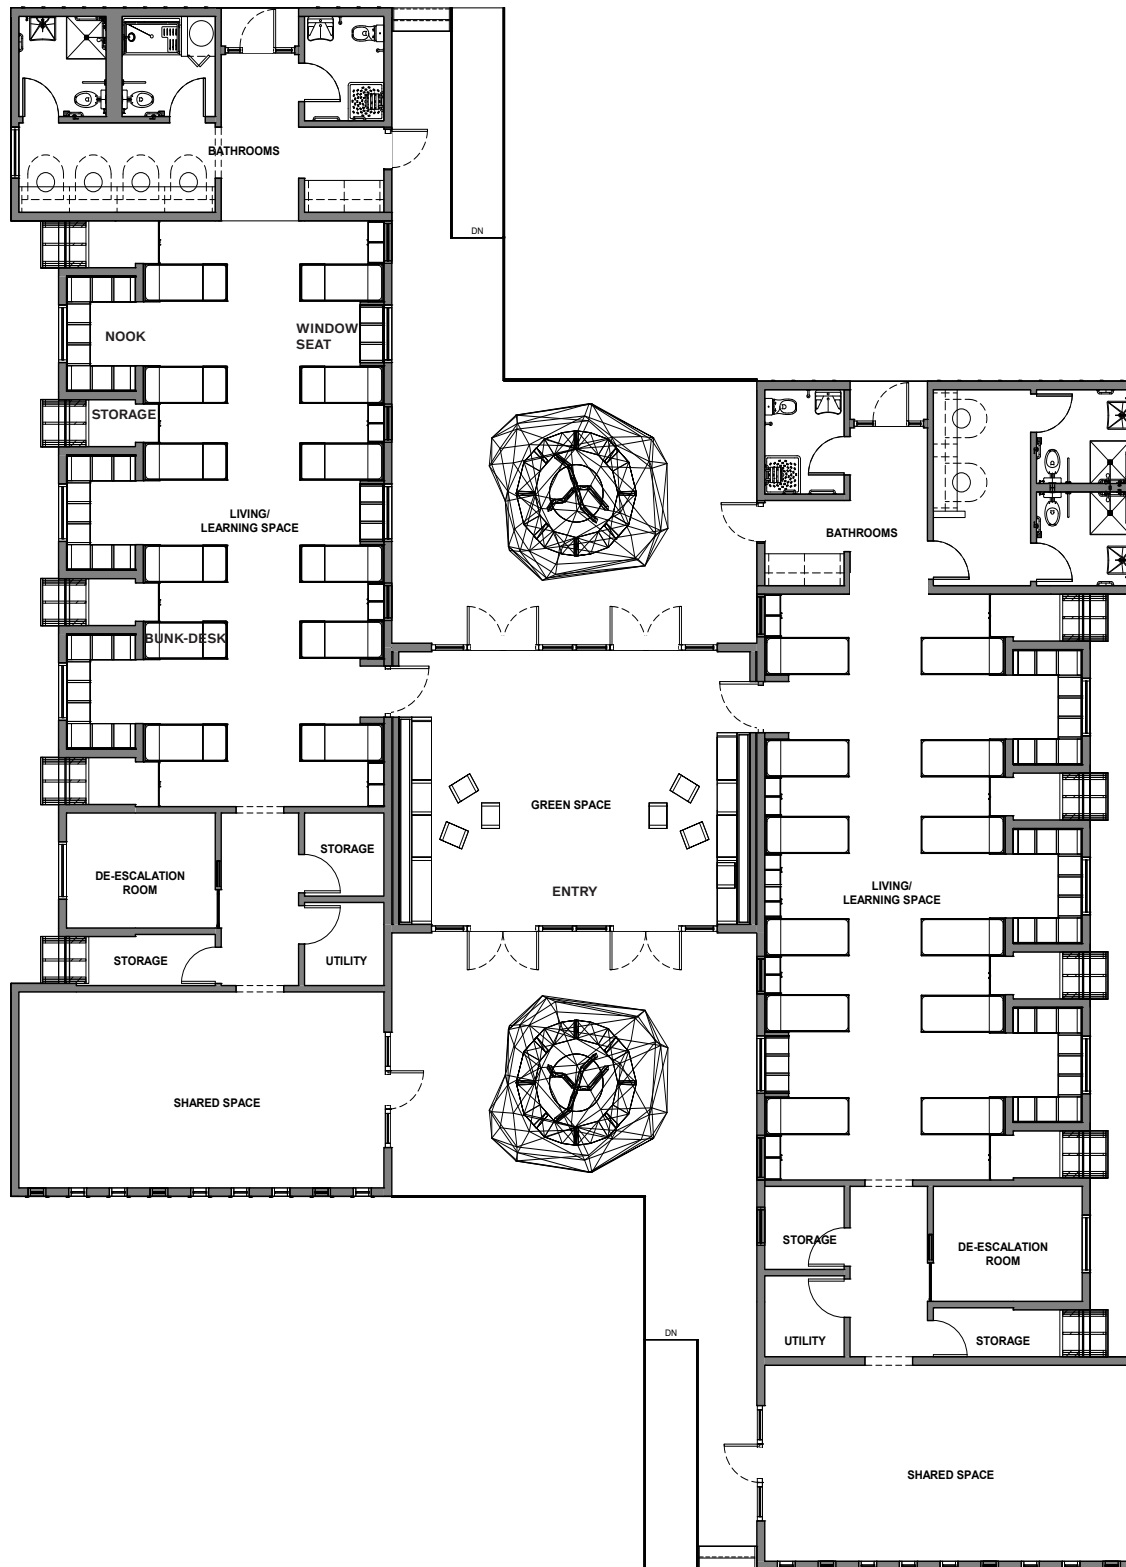 BATHROOMS
DN
NOOK
WINDOW
SEAT
STORAGE
LIVING/
LEARNING SPACE
BATHROOMS
BUNK-DESK
GREEN SPACE
STORAGE
DE-ESCALATION
ROOM
ENTRY
LIVING/
LEARNING SPACE
STORAGE
UTILITY
SHARED SPACE
STORAGE
DE-ESCALATION
ROOM
DN
UTILITY
STORAGE
SHARED SPACE